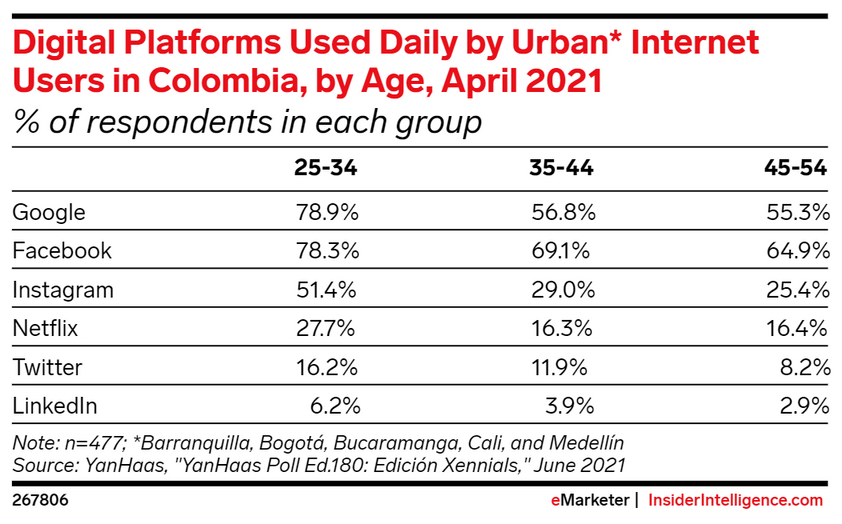 Digital Platforms Used Daily by Urban* Internet
Users in Colombia, by Age, April 2021
% of respondents in each group
25-34 35-44 45-54
Google 78.9% 56.8% 55.3%
Facebook 78.3% 69.1% 64.9%
Instagram 51.4% 29.0% 25.4%
Netflix 27.7% 16.3% 16.4%
Twitter 16.2% 11.9% 8.2%
LinkedIn 6.2% 3.9% 2.9%
Note: n=477; *Barranquilla, Bogotá, Bucaramanga, Cali, and Medellín
Source: YanHaas, "YanHaas Poll Ed.180: Edición Xennials," June 2021
267806 eMarketer | InsiderIntelligence.com